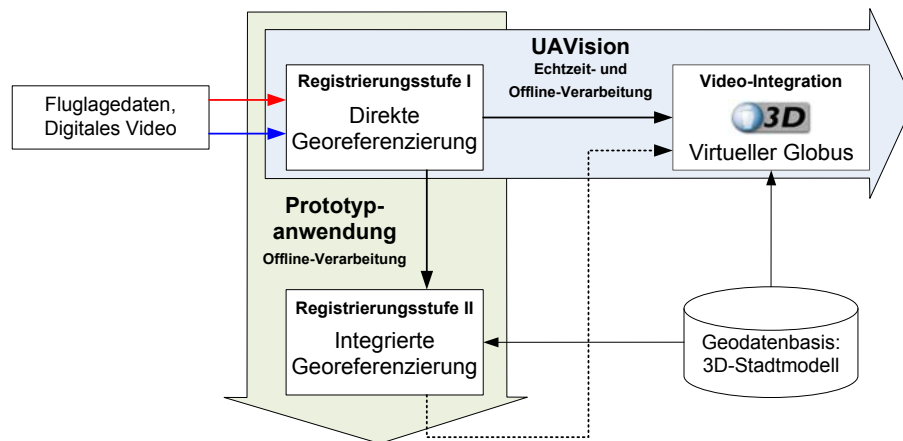 UAVision
Echtzeit- und
Offline-Verarbeitung
Registrierungsstufe I
Direkte
Georeferenzierung
Video-Integration
i3D
Virtueller Globus
Fluglagedaten,
Digitales Video
Prototyp-
anwendung
Offline-Verarbeitung
Registrierungsstufe II
Integrierte
Georeferenzierung
Geodatenbasis:
3D-Stadtmodell